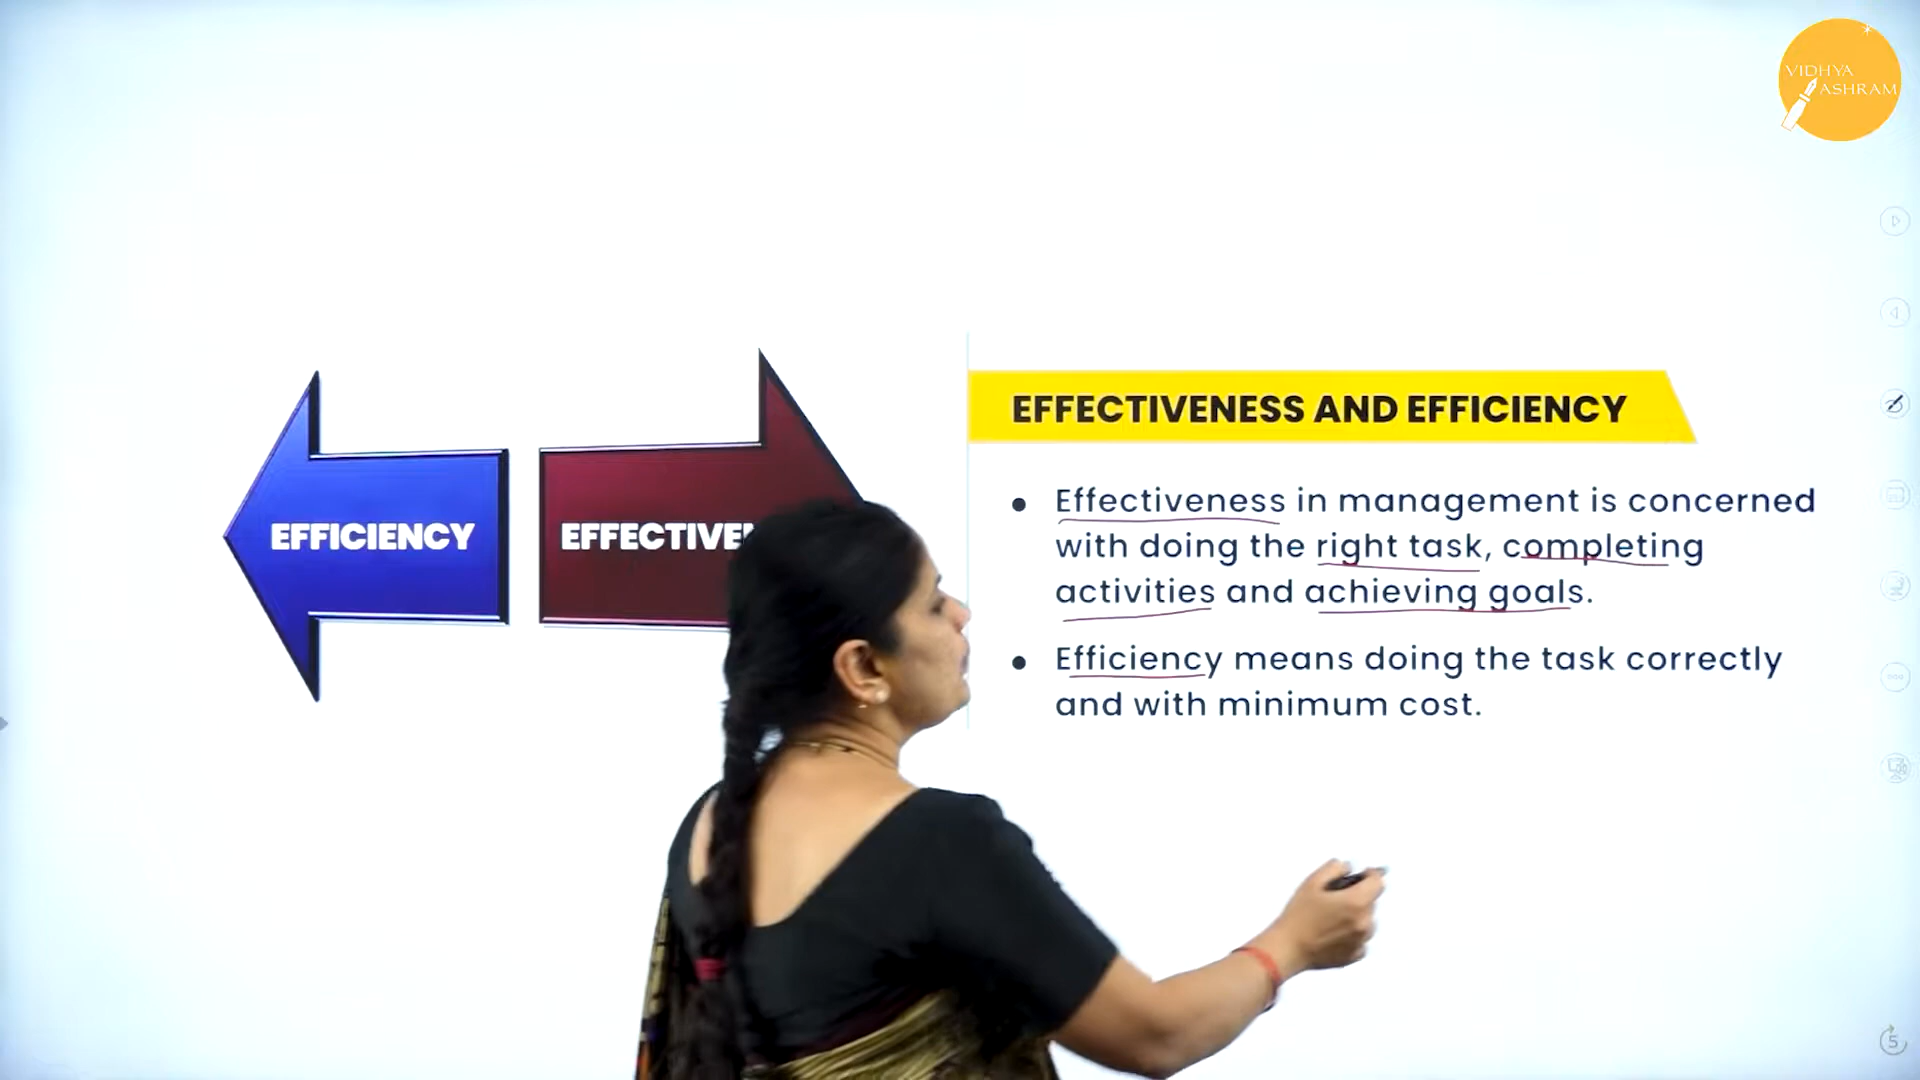 VIDHYA
ASHRAM
EFFICIENCY
EFFECTIVE
EFFECTIVENESS AND EFFICIENCY
• Effectiveness in management is concerned
with doing the right task, completing
activities and achieving goals.
• Efficiency means doing the task correctly
and with minimum cost.
5